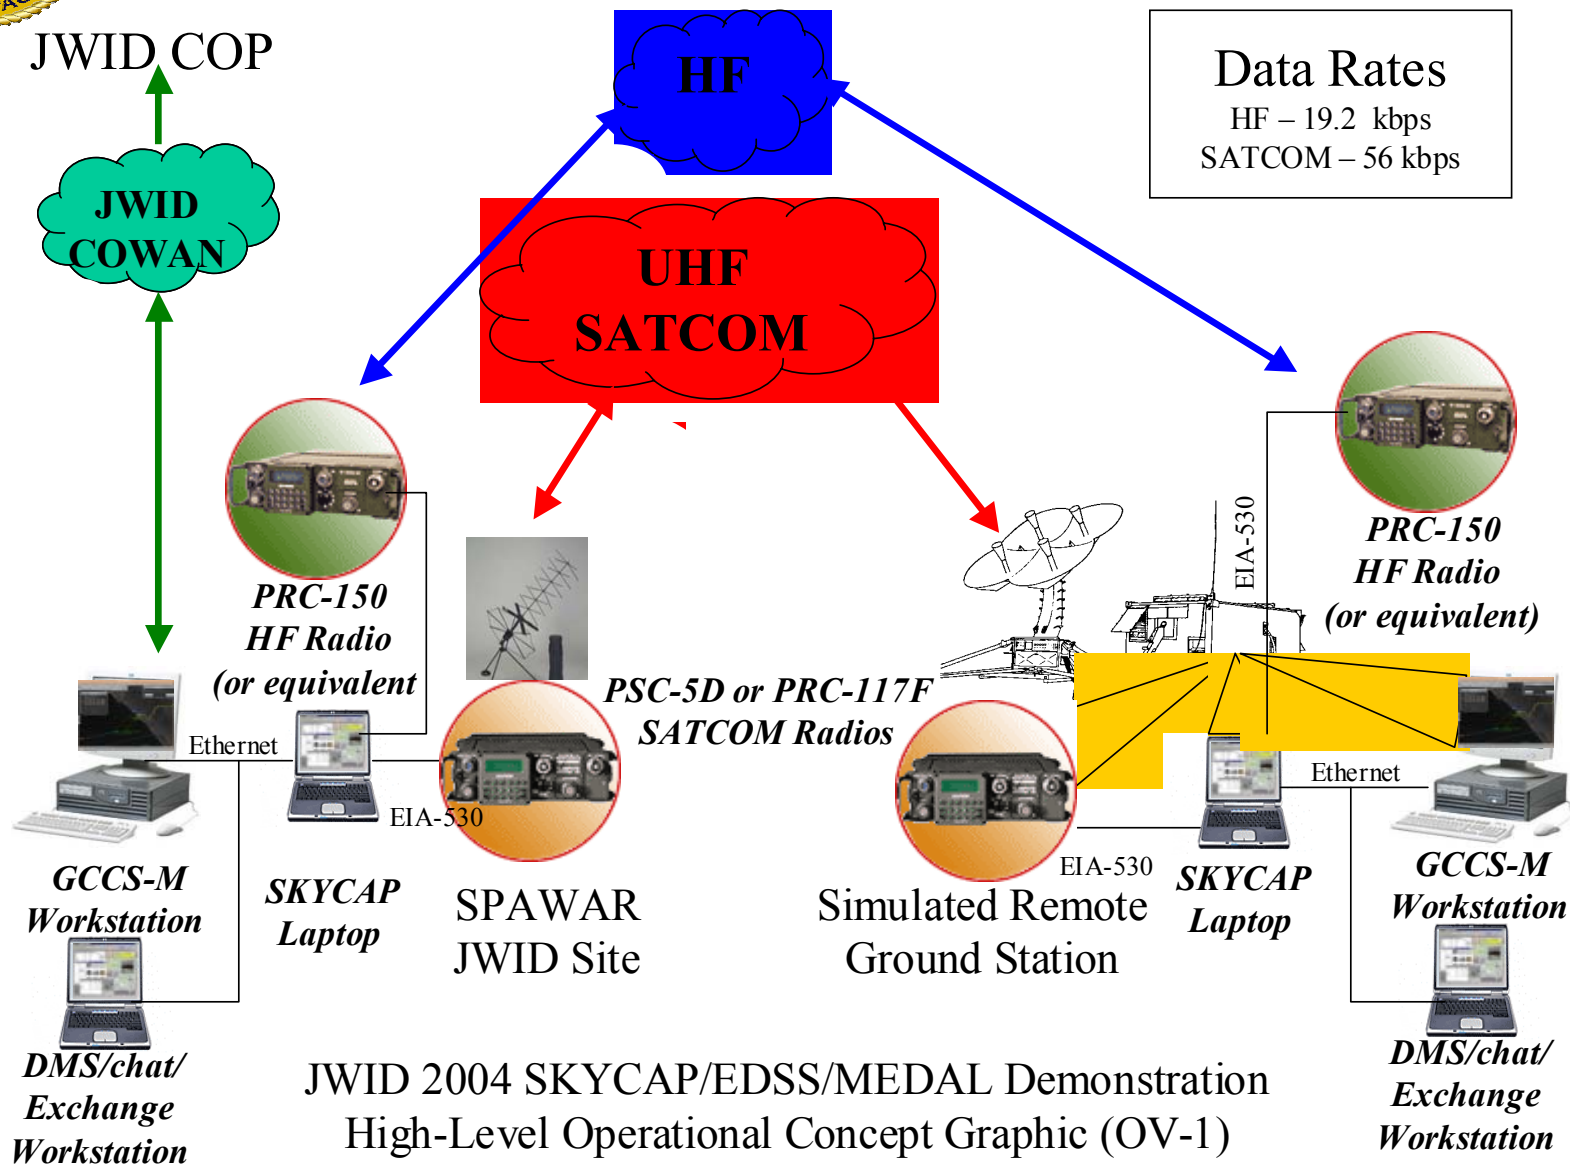 JWID COP
HF
Data Rates
HF – 19.2 kbps
SATCOM – 56 kbps
JWID
COWAN
UHF
SATCOM
PRC-150
HF Radio
(or equivalent
EIA-530
PRC-150
HF Radio
(or equivalent)
PSC-5D or PRC-117F
SATCOM Radios
Ethernet
EIA-530
Ethernet
EIA-530
GCCS-M
Workstation
SKYCAP
Laptop
SPAWAR
JWID Site
Simulated Remote
Ground Station
SKYCAP
Laptop
GCCS-M
Workstation
DMS/chat/
Exchange
Workstation
JWID 2004 SKYCAP/EDSS/MEDAL Demonstration
High-Level Operational Concept Graphic (OV-1)
DMS/chat/
Exchange
Workstation